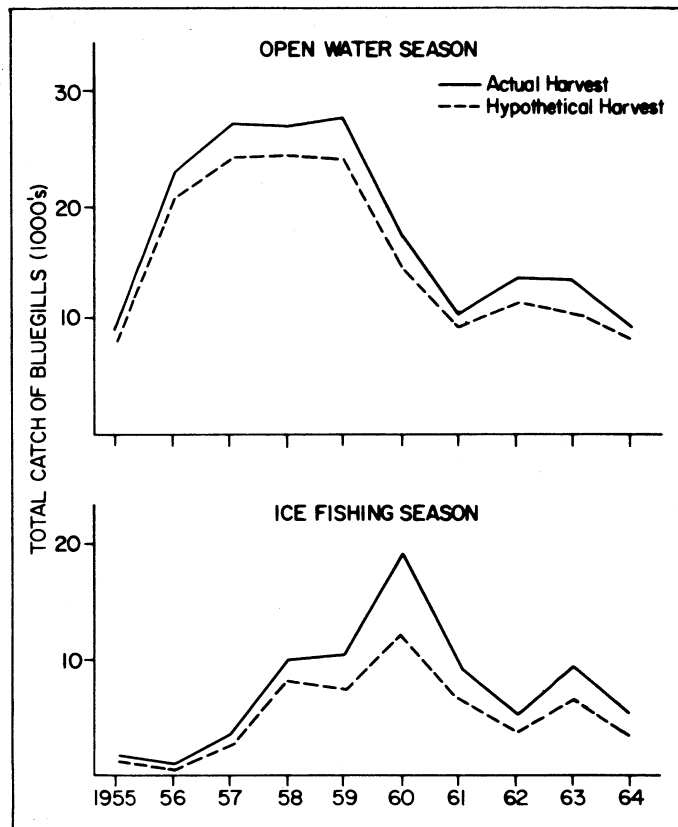 OPEN WATER SEASON
Actual Harvest
Hypothetical Harvest
30
20
10
TOTAL CATCH OF BLUEGILLS (1000's)
ICE FISHING SEASON
20
10
1955 56 57 58 59 60 61 62 63 64